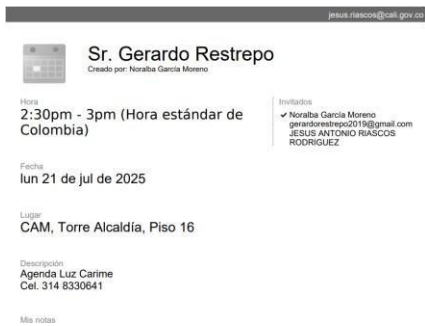 jesus.riascos@cali.gov.co
Sr. Gerardo Restrepo
Creado por: Noralba García Moreno
Hora
2:30pm - 3pm (Hora estándar de
Colombia)
Fecha
lun 21 de jul de 2025
Lugar
CAM, Torre Alcaldía, Piso 16
Descripción
Agenda Luz Carime
Cel. 314 8330641
Mis notas
Invitados
✔ Noralba García Moreno
gerardorestrepo2019@gmail.com
JESUS ANTONIO RIASCOS
RODRIGUEZ